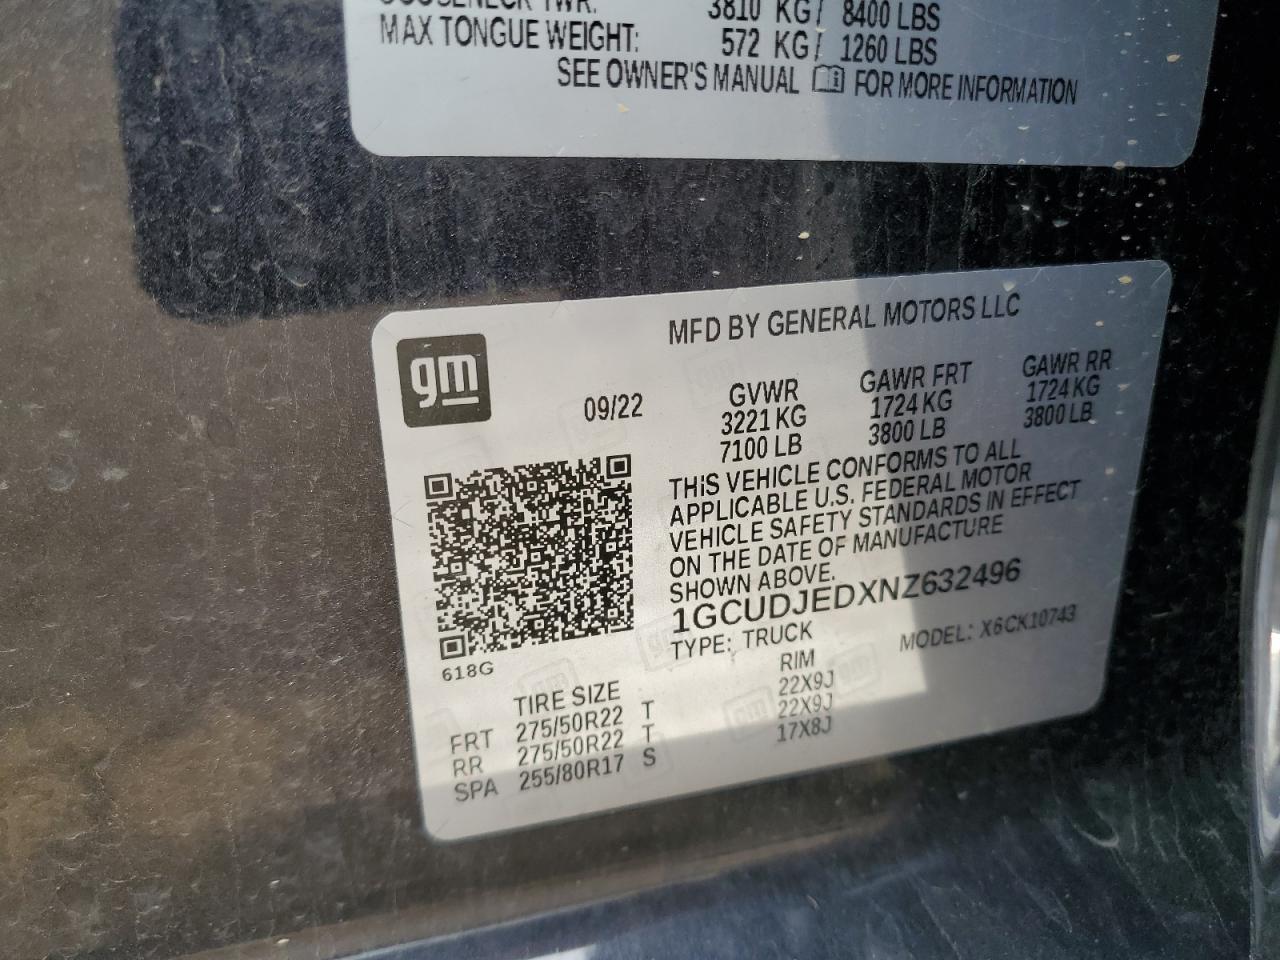 3810 KG/ 8400 LBS
MAX TONGUE WEIGHT: 572 KG/ 1260 LBS
SEE OWNER'S MANUAL FOR MORE INFORMATION
gm
MFD BY GENERAL MOTORS LLC
09/22 GVWR GAWR FRT GAWR RR
3221 KG 1724 KG 1724 KG
7100 LB 3800 LB 3800 LB
THIS VEHICLE CONFORMS TO ALL
APPLICABLE U.S. FEDERAL MOTOR
VEHICLE SAFETY STANDARDS IN EFFECT
ON THE DATE OF MANUFACTURE
SHOWN ABOVE.
1GCUDJEDXNZ632496
618G
TYPE: TRUCK MODEL: X6CK10743
TIRE SIZE RIM
FRT 275/50R22 T 22X9J
RR 275/50R22 T 22X9J
SPA 255/80R17 S 17X8J